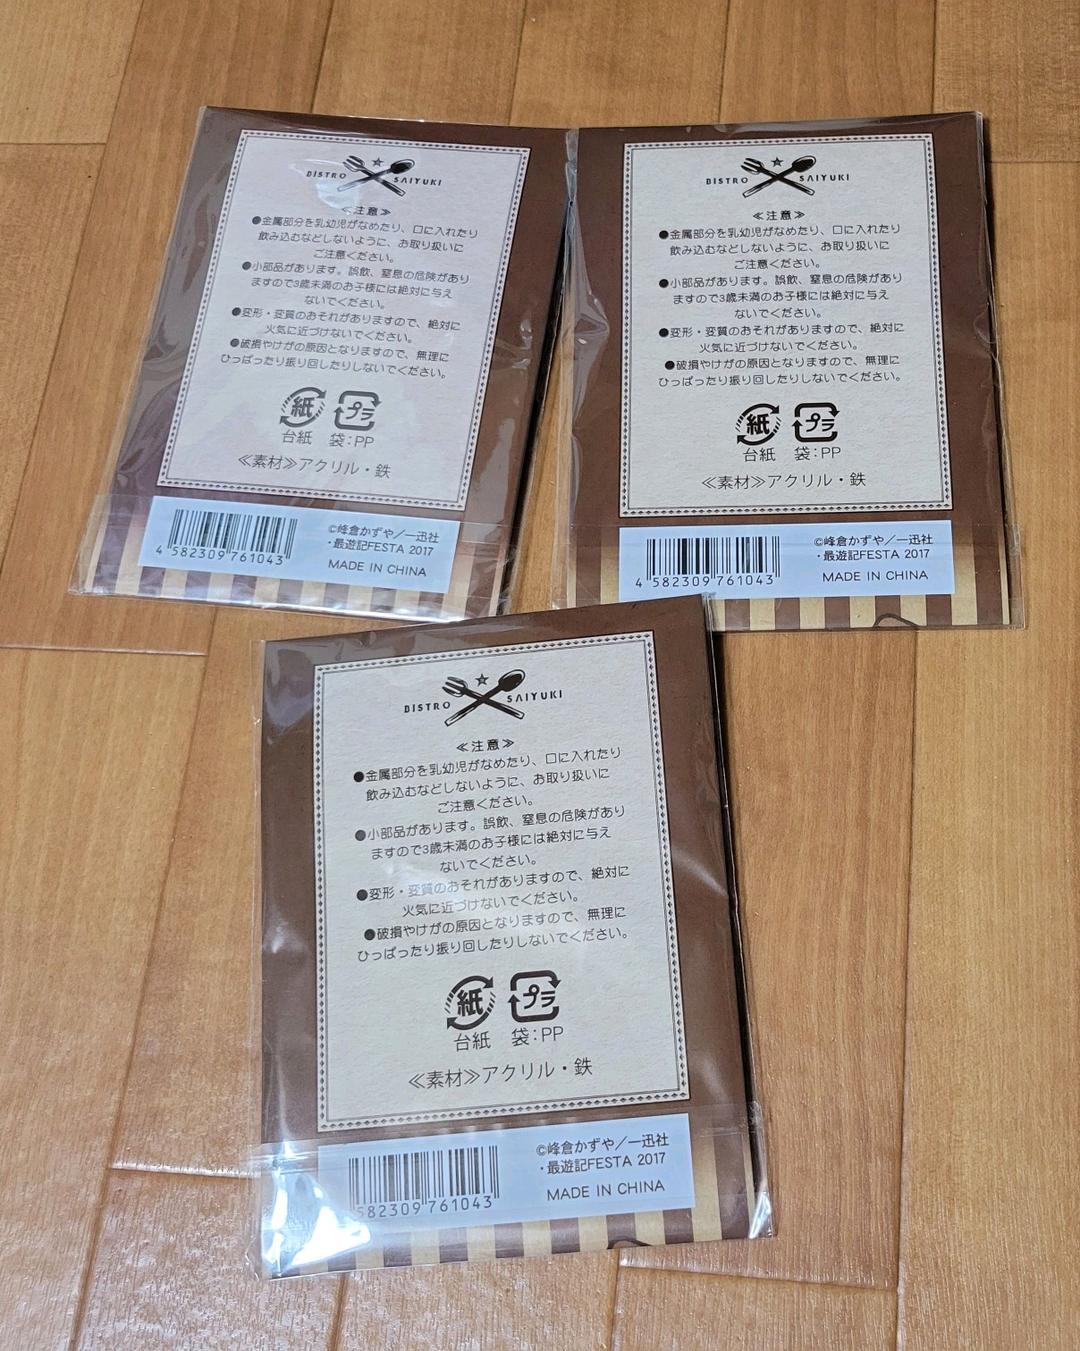 BISTRO SAIYUKI
≪注意≫
●金属部分を乳幼児がなめたり、口に入れたり
飲み込むなどしないように、お取り扱いに
ご注意ください。
●小部品があります。誤飲、窒息の危険があり
ますので3歳未満のお子様には絶対に与え
ないでください。
●変形・変質のおそれがありますので、絶対に
火気に近づけないでください。
●破損やけがの原因となりますので、無理に
ひっぱったり振り回したりしないでください。
紙 プラ
台紙 袋:PP
≪素材≫アクリル・鉄
4 582309 761043
©峰倉かずや/一迅社
・最遊記FESTA 2017
MADE IN CHINA
BISTRO SAIYUKI
≪注意≫
●金属部分を乳幼児がなめたり、口に入れたり
飲み込むなどしないように、お取り扱いに
ご注意ください。
●小部品があります。誤飲、窒息の危険があり
ますので3歳未満のお子様には絶対に与え
ないでください。
●変形・変質のおそれがありますので、絶対に
火気に近づけないでください。
●破損やけがの原因となりますので、無理に
ひっぱったり振り回したりしないでください。
紙 プラ
台紙 袋:PP
≪素材≫アクリル・鉄
4 582309 761043
©峰倉かずや/一迅社
・最遊記FESTA 2017
MADE IN CHINA
BISTRO SAIYUKI
≪注意≫
●金属部分を乳幼児がなめたり、口に入れたり
飲み込むなどしないように、お取り扱いに
ご注意ください。
●小部品があります。誤飲、窒息の危険があり
ますので3歳未満のお子様には絶対に与え
ないでください。
●変形・変質のおそれがありますので、絶対に
火気に近づけないでください。
●破損やけがの原因となりますので、無理に
ひっぱったり振り回したりしないでください。
紙 プラ
台紙 袋:PP
≪素材≫アクリル・鉄
582309 761043
©峰倉かずや/一迅社
・最遊記FESTA 2017
MADE IN CHINA